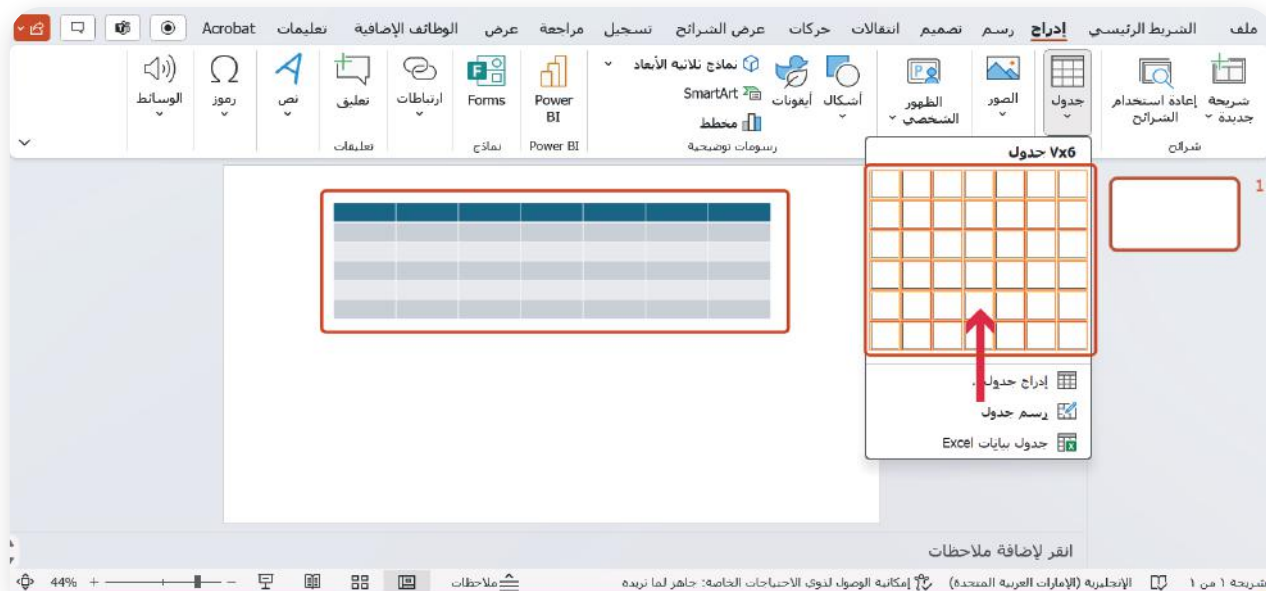 ملف الشريط الرئيسي إدراج رسم تصميم انتقالات حركات عرض الشرائح تسجيل مراجعة عرض الوظائف الإضافية تعليمات Acrobat
شريحة
جديدة
إعادة استخدام
الشرائح
جدول
الصور
الظهور
الشخصي
أشكال
أيقونات
نماذج ثلاثية الأبعاد
SmartArt
مخطط
Power
BI
Forms
ارتباطات
تعليق
نص
رموز
الوسائط
شرائح
رسومات توضيحية
Power BI
نماذج
تعليقات
٧x6 جدول
إدراج جدول
رسم جدول
جدول بيانات Excel
1
انقر لإضافة ملاحظات
شريحة ١ من ١ الإنجليزية (الإمارات العربية المتحدة) إمكانية الوصول لذوي الاحتياجات الخاصة: جاهز لما تريده ملاحظات 44%